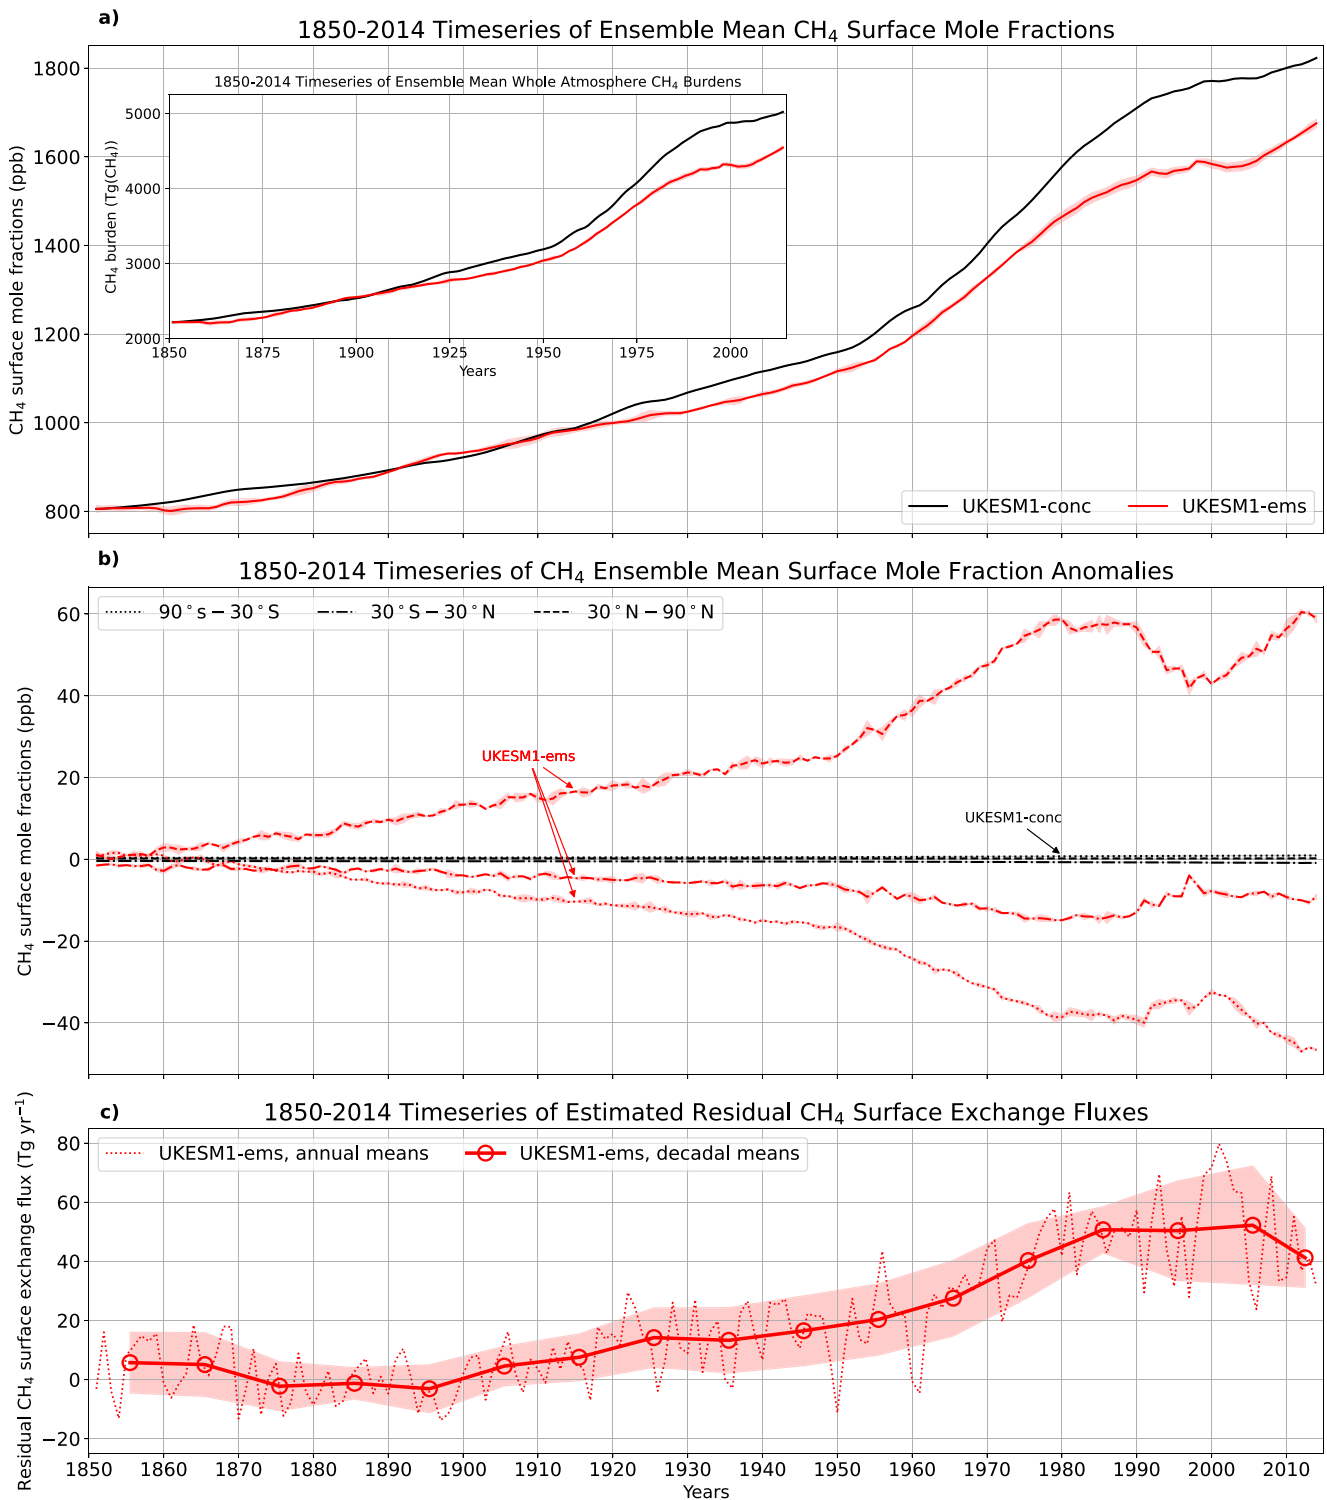 a)
1850-2014 Timeseries of Ensemble Mean CH₄ Surface Mole Fractions
CH₄ surface mole fractions (ppb)
1800
1600
1400
1200
1000
800
1850-2014 Timeseries of Ensemble Mean Whole Atmosphere CH₄ Burdens
CH₄ burden (Tg(CH₄))
5000
4000
3000
2000
1850 1875 1900 1925 1950 1975 2000
Years
UKESM1-conc UKESM1-ems
b)
1850-2014 Timeseries of CH₄ Ensemble Mean Surface Mole Fraction Anomalies
90°s−30°S 30°S−30°N 30°N−90°N
CH₄ surface mole fractions (ppb)
60
40
20
0
−20
−40
UKESM1-ems
UKESM1-conc
c)
1850-2014 Timeseries of Estimated Residual CH₄ Surface Exchange Fluxes
UKESM1-ems, annual means UKESM1-ems, decadal means
Residual CH₄ surface exchange flux (Tg yr⁻¹)
80
60
40
20
0
−20
1850 1860 1870 1880 1890 1900 1910 1920 1930 1940 1950 1960 1970 1980 1990 2000 2010
Years